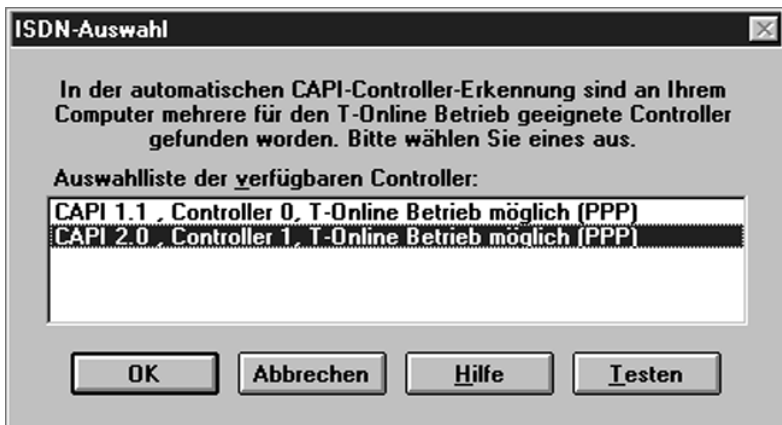 ISDN-Auswahl
In der automatischen CAPI-Controller-Erkennung sind an Ihrem
Computer mehrere für den T-Online Betrieb geeignete Controller
gefunden worden. Bitte wählen Sie eines aus.
Auswahlliste der verfügbaren Controller:
CAPI 1.1 , Controller 0, T-Online Betrieb möglich (PPP)
CAPI 2.0 , Controller 1, T-Online Betrieb möglich (PPP)
OK Abbrechen Hilfe Testen